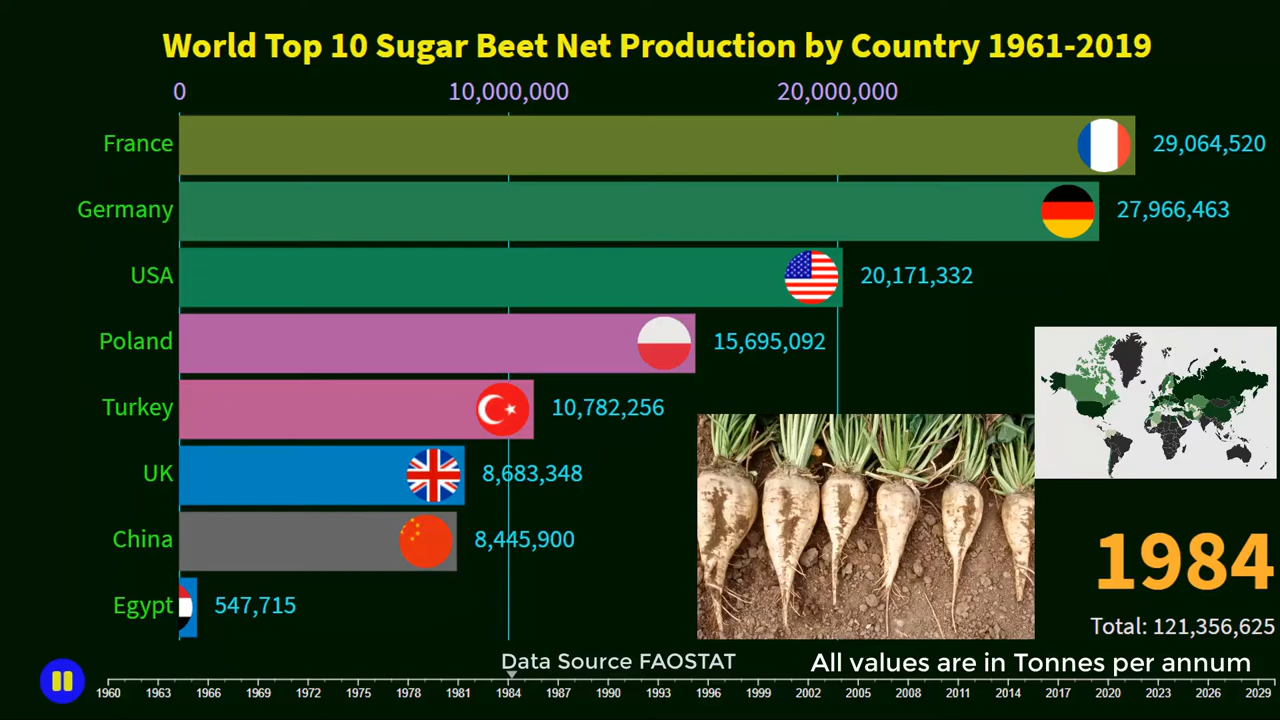 World Top 10 Sugar Beet Net Production by Country 1961-2019
0 10,000,000 20,000,000
France 29,064,520
Germany 27,966,463
USA 20,171,332
Poland 15,695,092
Turkey 10,782,256
UK 8,683,348
China 8,445,900
Egypt 547,715
1984
Total: 121,356,625
Data Source FAOSTAT All values are in Tonnes per annum
1960 1963 1966 1969 1972 1975 1978 1981 1984 1987 1990 1993 1996 1999 2002 2005 2008 2011 2014 2017 2020 2023 2026 2029